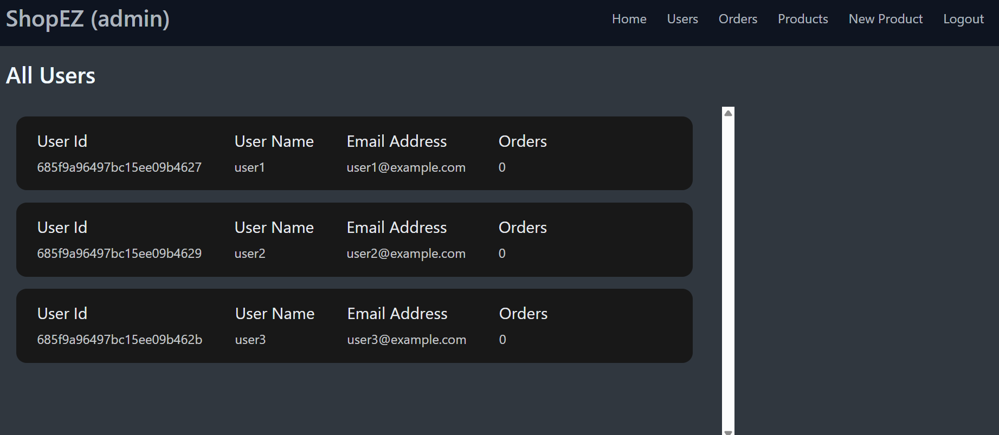 ShopEZ (admin) Home Users Orders Products New Product Logout
All Users
User Id User Name Email Address Orders
685f9a96497bc15ee09b4627 user1 user1@example.com 0
User Id User Name Email Address Orders
685f9a96497bc15ee09b4629 user2 user2@example.com 0
User Id User Name Email Address Orders
685f9a96497bc15ee09b462b user3 user3@example.com 0